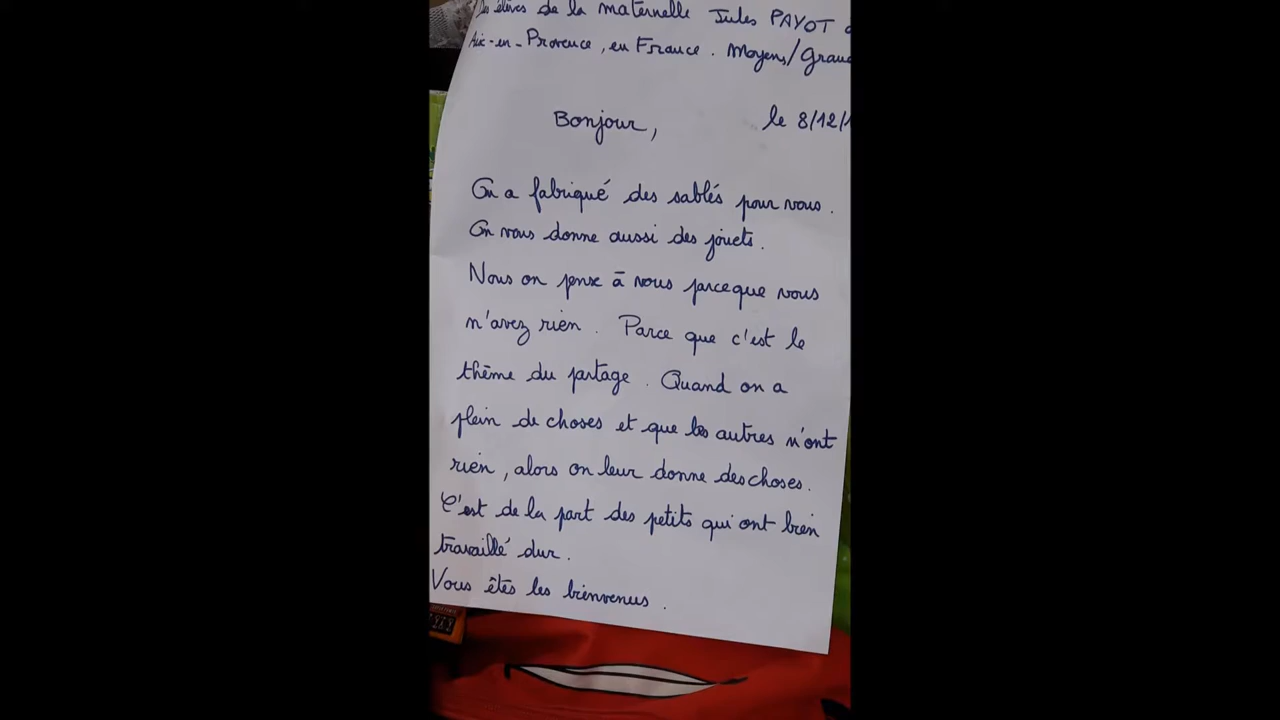 Des élèves de la maternelle Jules PAYOT
Aix-en-Provence, en France. Moyens/Grands
Bonjour,
le 8/12/1
On a fabriqué des sablés pour vous.
On vous donne aussi des jouets.
Nous on pense à vous parceque vous
n'avez rien. Parce que c'est le
thème du partage. Quand on a
plein de choses et que les autres n'ont
rien, alors on leur donne des choses.
C'est de la part des petits qui ont bien
travaillé dur.
Vous êtes les bienvenus.